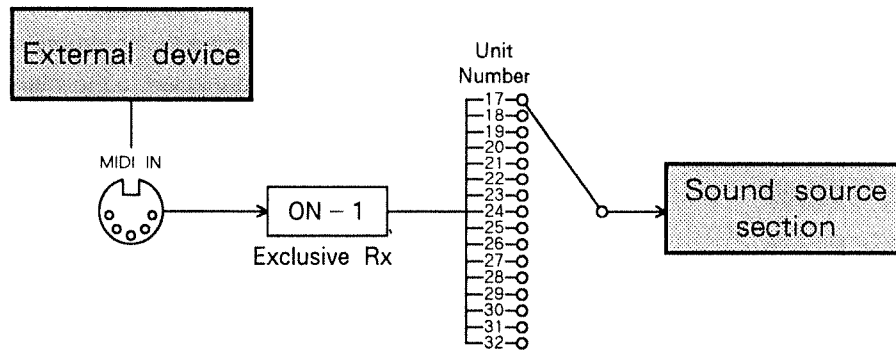 External device
MIDI IN
ON - 1
Exclusive Rx
Unit
Number
17
18
19
20
21
22
23
24
25
26
27
28
29
30
31
32
Sound source
section